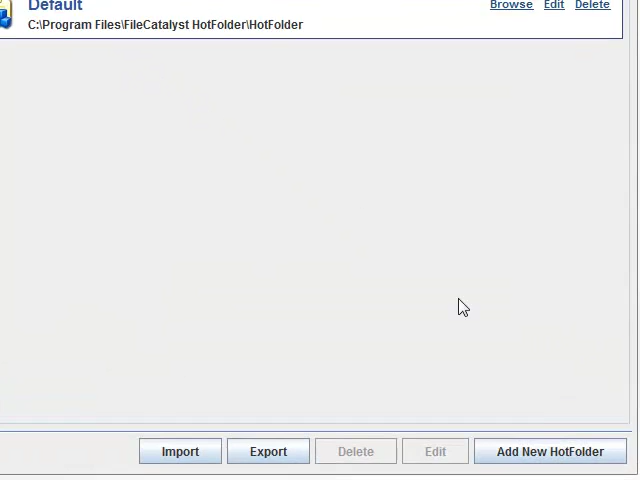 Default
Browse Edit Delete
C:\Program Files\FileCatalyst HotFolder\HotFolder
Import Export Delete Edit Add New HotFolder